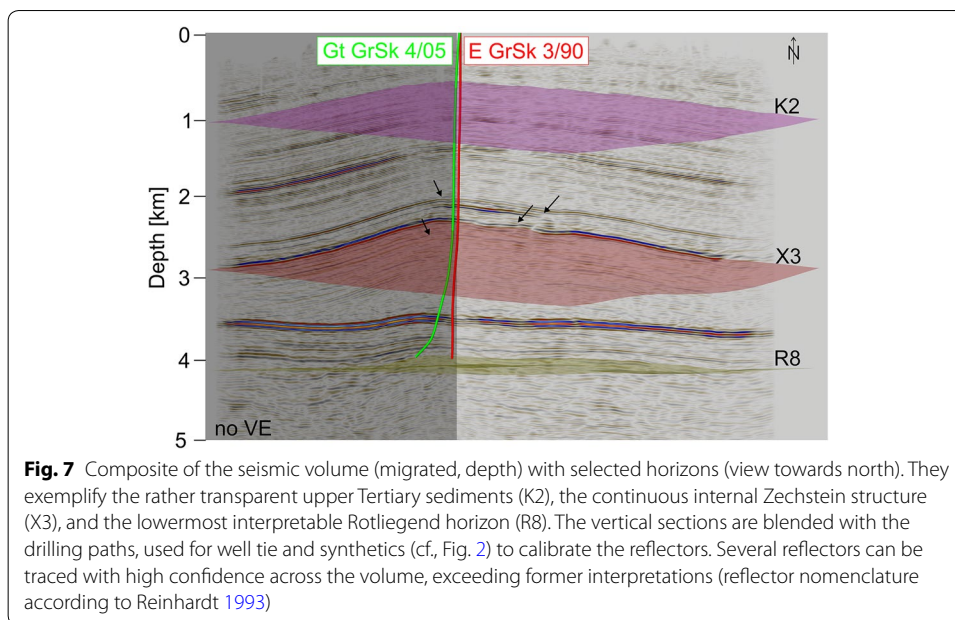 0
Gt GrSk 4/05 E GrSk 3/90
N
K2
1
2
Depth [km]
X3
3
R8
4
no VE
5
Fig. 7 Composite of the seismic volume (migrated, depth) with selected horizons (view towards north). They
exemplify the rather transparent upper Tertiary sediments (K2), the continuous internal Zechstein structure
(X3), and the lowermost interpretable Rotliegend horizon (R8). The vertical sections are blended with the
drilling paths, used for well tie and synthetics (cf., Fig. 2) to calibrate the reflectors. Several reflectors can be
traced with high confidence across the volume, exceeding former interpretations (reflector nomenclature
according to Reinhardt 1993)